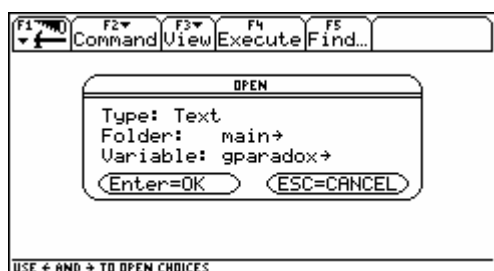 F1 F2▾ F3▾ F4 F5
Command View Execute Find...
OPEN
Type: Text
Folder: main→
Variable: gparadox→
Enter=OK ESC=CANCEL
USE ← AND → TO OPEN CHOICES